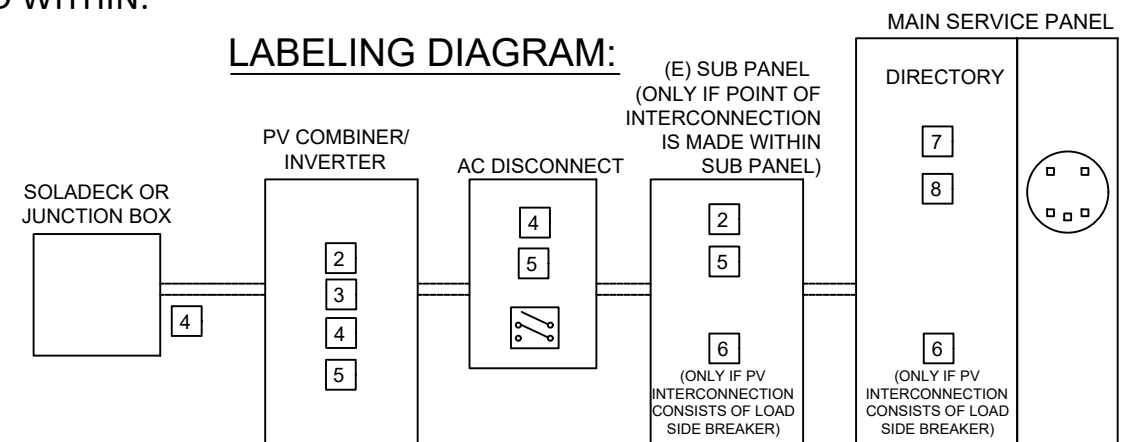 WITHIN.
LABELING DIAGRAM:
SOLADECK OR
JUNCTION BOX
4
PV COMBINER/
INVERTER
2
3
4
5
AC DISCONNECT
4
5
(E) SUB PANEL
(ONLY IF POINT OF
INTERCONNECTION
IS MADE WITHIN
SUB PANEL)
2
5
6
(ONLY IF PV
INTERCONNECTION
CONSISTS OF LOAD
SIDE BREAKER)
MAIN SERVICE PANEL
DIRECTORY
7
8
6
(ONLY IF PV
INTERCONNECTION
CONSISTS OF LOAD
SIDE BREAKER)